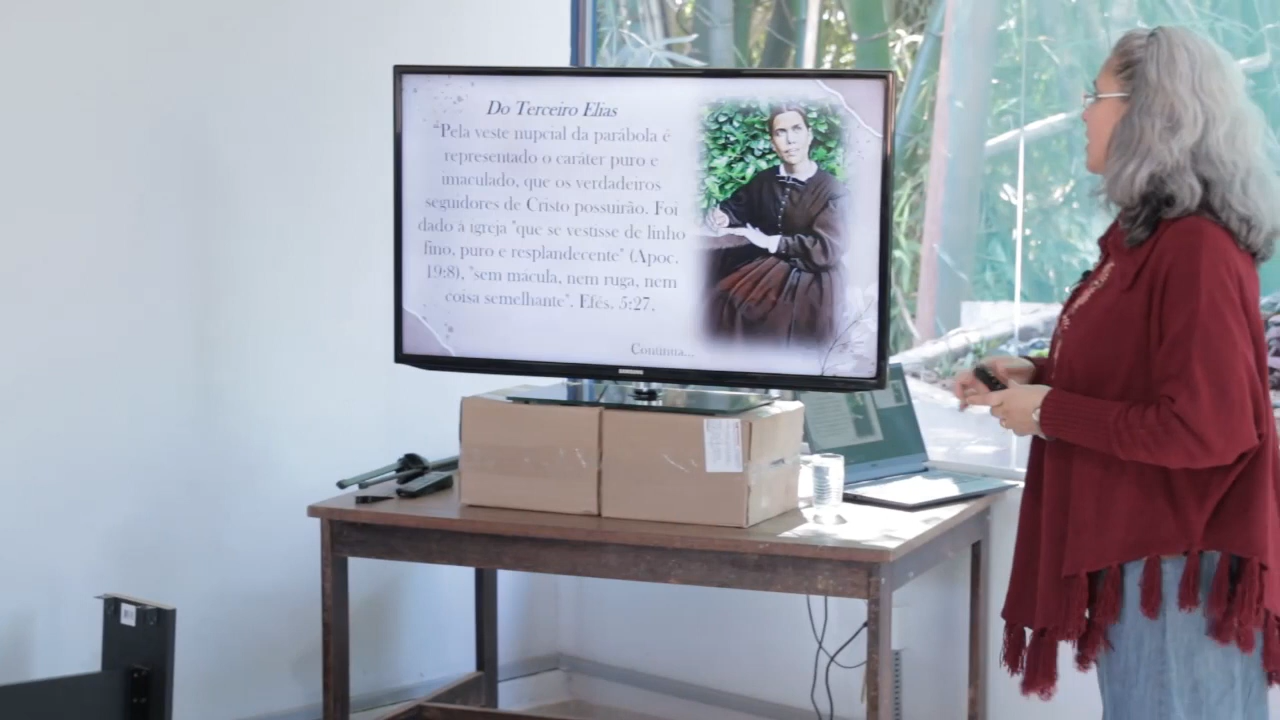 Do Terceiro Elias
"Pela veste nupcial da parábola é
representado o caráter puro e
imaculado, que os verdadeiros
seguidores de Cristo possuirão. Foi
dado à igreja "que se vestisse de linho
fino, puro e resplandecente" (Apoc.
19:8), "sem mácula, nem ruga, nem
coisa semelhante". Efés. 5:27.
Continua...
SAMSUNG